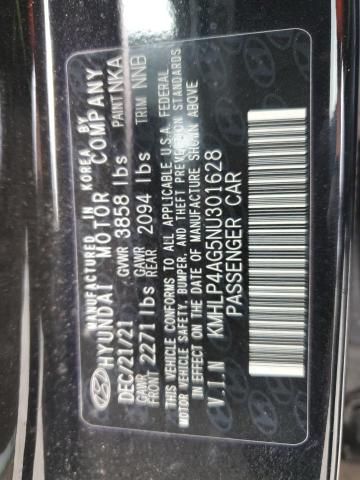 MANUFACTURED IN KOREA BY
HYUNDAI MOTOR COMPANY
DEC/21/21 GVWR 3858 lbs PAINT NKA
GAWR FRONT 2271 lbs GAWR REAR 2094 lbs TRIM NNB
THIS VEHICLE CONFORMS TO ALL APPLICABLE U.S.A. FEDERAL
MOTOR VEHICLE SAFETY, BUMPER, AND THEFT PREVENTION STANDARDS
IN EFFECT ON THE DATE OF MANUFACTURE SHOWN ABOVE
V.I.N KMHLP4AG5NU301628
PASSENGER CAR